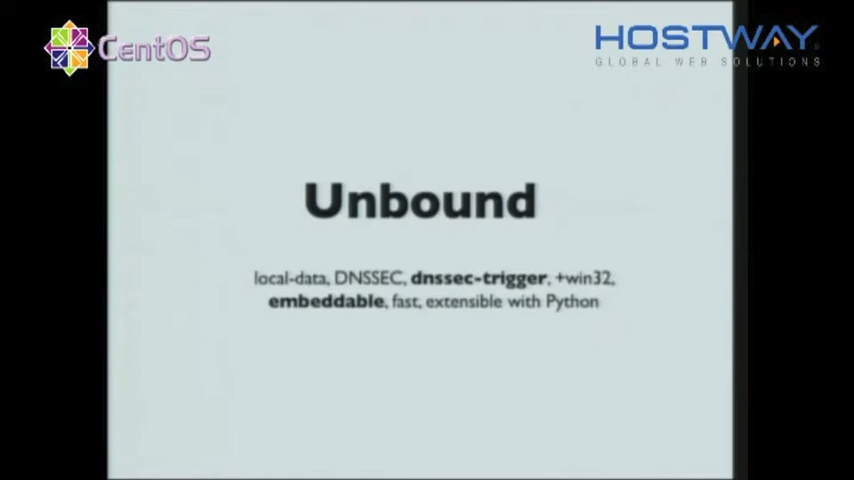 CentOS
HOSTWAY
GLOBAL WEB SOLUTIONS
Unbound
local-data, DNSSEC, dnssec-trigger, +win32,
embeddable, fast, extensible with Python